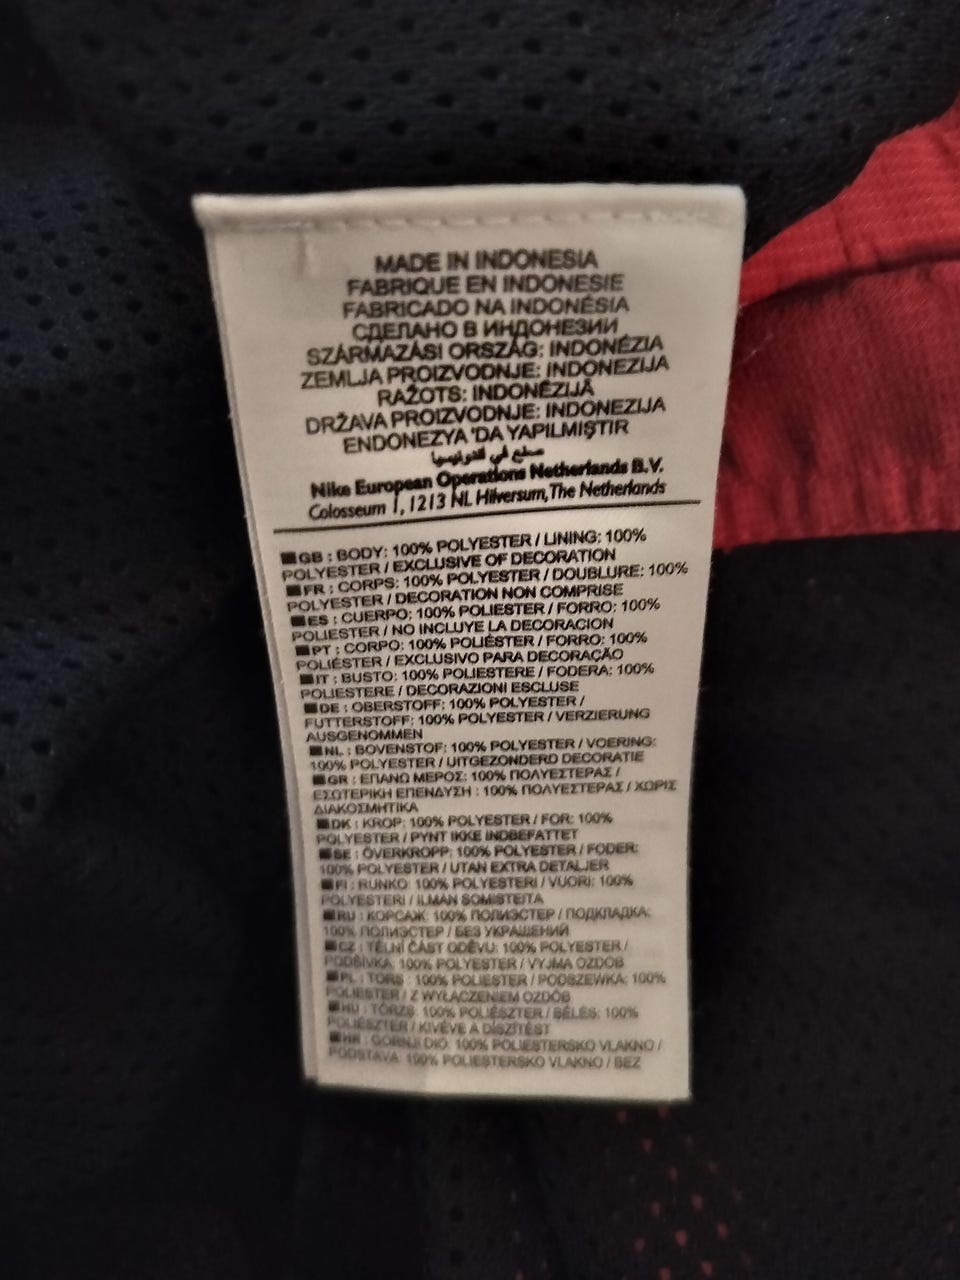 MADE IN INDONESIA
FABRIQUE EN INDONESIE
FABRICADO NA INDONÉSIA
СДЕЛАНО В ИНДОНЕЗИИ
SZÁRMAZÁSI ORSZÁG: INDONÉZIA
ZEMLJA PROIZVODNJE: INDONEZIJA
RAŽOTS: INDONĒZIJĀ
DRŽAVA PROIZVODNJE: INDONEZIJA
ENDONEZYA 'DA YAPILMIŞTIR
في
Nike European Operations Netherlands B.V.
Colosseum 1, 1213 NL Hilversum, The Netherlands
GB : BODY: 100% POLYESTER / LINING: 100%
POLYESTER / EXCLUSIVE OF DECORATION
FR : CORPS: 100% POLYESTER / DOUBLURE: 100%
POLYESTER / DECORATION NON COMPRISE
ES : CUERPO: 100% POLIESTER / FORRO: 100%
POLIESTER / NO INCLUYE LA DECORACION
PT : CORPO: 100% POLIÉSTER / FORRO: 100%
POLIÉSTER / EXCLUSIVO PARA DECORAÇÃO
IT : BUSTO: 100% POLIESTERE / FODERA: 100%
POLIESTERE / DECORAZIONI ESCLUSE
DE : OBERSTOFF: 100% POLYESTER /
FUTTERSTOFF: 100% POLYESTER / VERZIERUNG
AUSGENOMMEN
NL : BOVENSTOF: 100% POLYESTER / VOERING:
100% POLYESTER / UITGEZONDERD DECORATIE
GR : ΕΠΑΝΩ ΜΕΡΟΣ: 100% ΠΟΛΥΕΣΤΕΡΑΣ /
ΕΣΩΤΕΡΙΚΗ ΕΠΕΝΔΥΣΗ : 100% ΠΟΛΥΕΣΤΕΡΑΣ / ΧΩΡΙΣ
ΔΙΑΚΟΣΜΗΤΙΚΑ
DK : KROP: 100% POLYESTER / FOR: 100%
POLYESTER / PYNT IKKE INDBEFATTET
SE : ÖVERKROPP: 100% POLYESTER / FODER:
100% POLYESTER / UTAN EXTRA DETALJER
FI : RUNKO: 100% POLYESTERI / VUORI: 100%
POLYESTERI / ILMAN SOMISTEITA
RU : КОРСАЖ: 100% ПОЛИЭСТЕР / ПОДКЛАДКА:
100% ПОЛИЭСТЕР / БЕЗ УКРАШЕНИЙ
CZ : TĚLNÍ ČÁST ODĚVU: 100% POLYESTER /
PODŠÍVKA: 100% POLYESTER / VYJMA OZDOB
PL : TORS : 100% POLIESTER / PODSZEWKA: 100%
POLIESTER / Z WYŁĄCZENIEM OZDÓB
HU : TÖRZS: 100% POLIÉSZTER / BÉLÉS: 100%
POLIÉSZTER / KIVÉVE A DÍSZÍTÉST
HR : GORNJI DIO: 100% POLIESTERSKO VLAKNO /
PODSTAVA: 100% POLIESTERSKO VLAKNO / BEZ